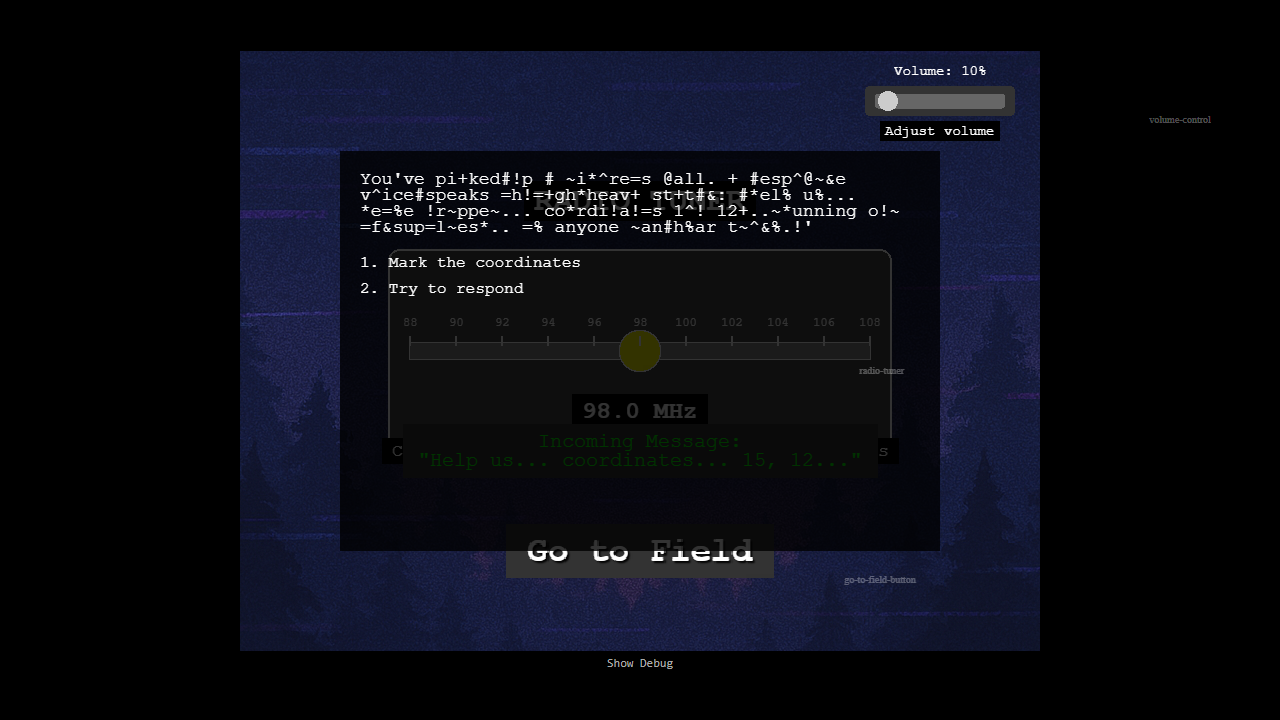 Volume: 10%
Adjust volume
volume-control
RADIO TUNER
You've pi+ked#!p # ~i*^re=s @all. + #esp^@~&e
v^ice#speaks =h!=+gh*heav+ st+t#&: #*el% u%...
*e=%e !r~ppe~... co*rdi!a!=s 1^! 12+..~*unning o!~
=f&sup=l~es*.. =% anyone ~an#h%ar t~^&%.!'
1. Mark the coordinates
2. Try to respond
88 90 92 94 96 98 100 102 104 106 108
radio-tuner
98.0 MHz
C
s
Incoming Message:
"Help us... coordinates... 15, 12..."
Go to Field
go-to-field-button
Show Debug